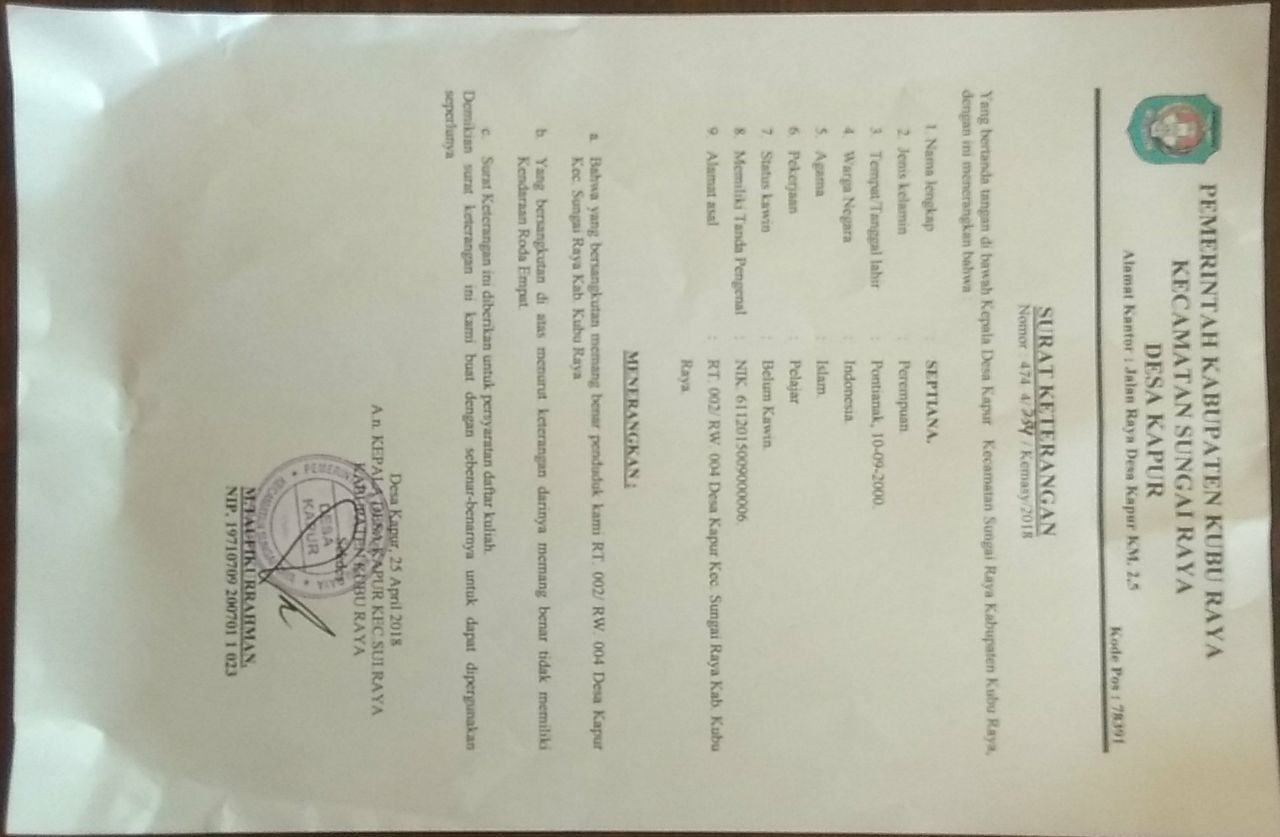 PEMERINTAH KABUPATEN KUBU RAYA
KECAMATAN SUNGAI RAYA
DESA KAPUR
Alamat Kantor : Jalan Raya Desa Kapur KM. 2.5 Kode Pos : 78391
SURAT KETERANGAN
Nomor 474.4/ / Kemasy/2018
Yang bertanda tangan di bawah Kepala Desa Kapur Kecamatan Sungai Raya Kabupaten Kubu Raya,
dengan ini menerangkan bahwa :
1. Nama lengkap : SEPTIANA.
2. Jenis kelamin : Perempuan.
3. Tempat/Tanggal lahir : Pontianak, 10-09-2000.
4. Warga Negara : Indonesia.
5. Agama : Islam.
6. Pekerjaan : Pelajar
7. Status kawin : Belum Kawin.
8. Memiliki Tanda Pengenal : NIK. 6112015009000006.
9. Alamat asal : RT. 002/ RW. 004 Desa Kapur Kec. Sungai Raya Kab. Kubu
Raya.
MENERANGKAN :
a. Bahwa yang bersangkutan memang benar penduduk kami RT. 002/ RW. 004 Desa Kapur
Kec. Sungai Raya Kab. Kubu Raya
b. Yang bersangkutan di atas menurut keterangan darinya memang benar tidak memiliki
Kendaraan Roda Empat.
c. Surat Keterangan ini diberikan untuk persyaratan daftar kuliah.
Demikian surat keterangan ini kami buat dengan sebenar-benarnya untuk dapat dipergunakan
seperlunya
Desa Kapur, 25 April 2018
A.n. KEPALA DESA KAPUR KEC.SUI.RAYA
KABUPATEN KUBU RAYA
Sekdes
DESA
KAPUR
M.TAUPIKURRAHMAN.
NIP. 19710709 200701 1 023